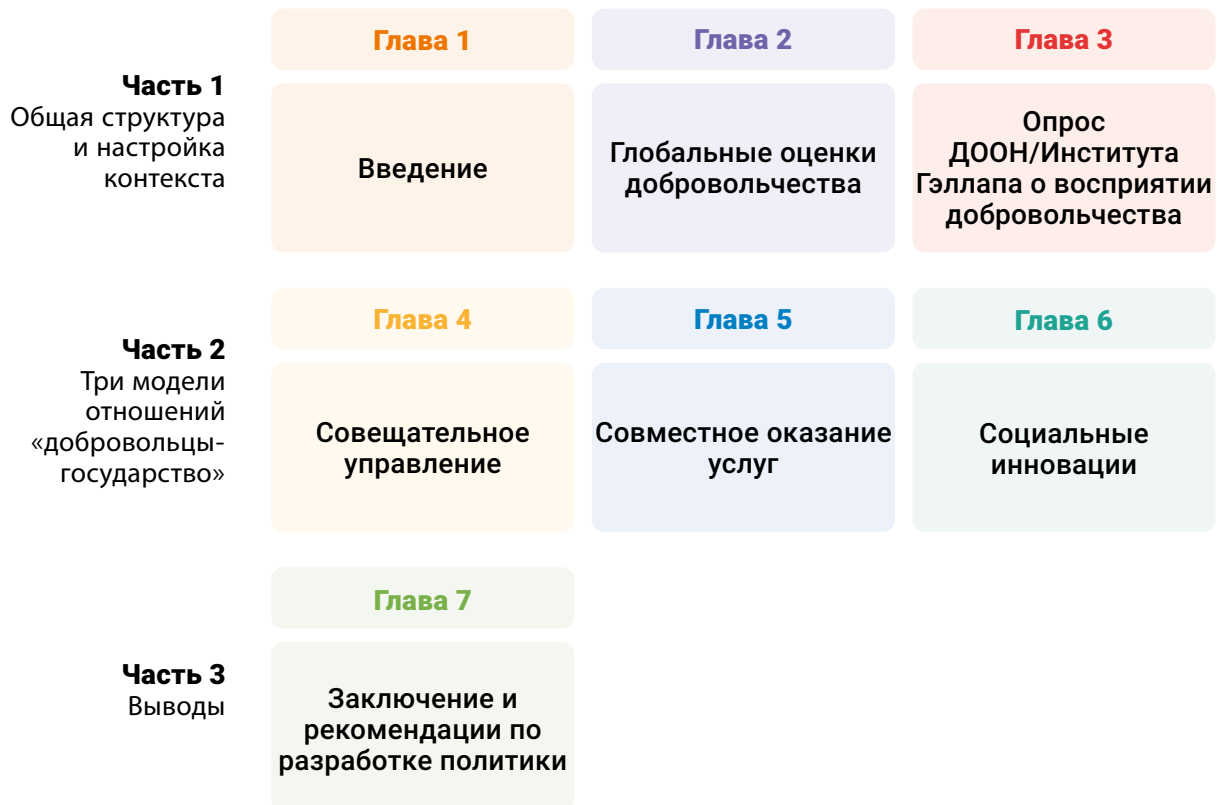 Часть 1
Общая структура
и настройка
контекста
Глава 1
Введение
Глава 2
Глобальные оценки
добровольчества
Глава 3
Опрос
ДООН/Института
Гэллапа о восприятии
добровольчества
Часть 2
Три модели
отношений
«добровольцы-
государство»
Глава 4
Совещательное
управление
Глава 5
Совместное оказание
услуг
Глава 6
Социальные
инновации
Часть 3
Выводы
Глава 7
Заключение и
рекомендации по
разработке политики